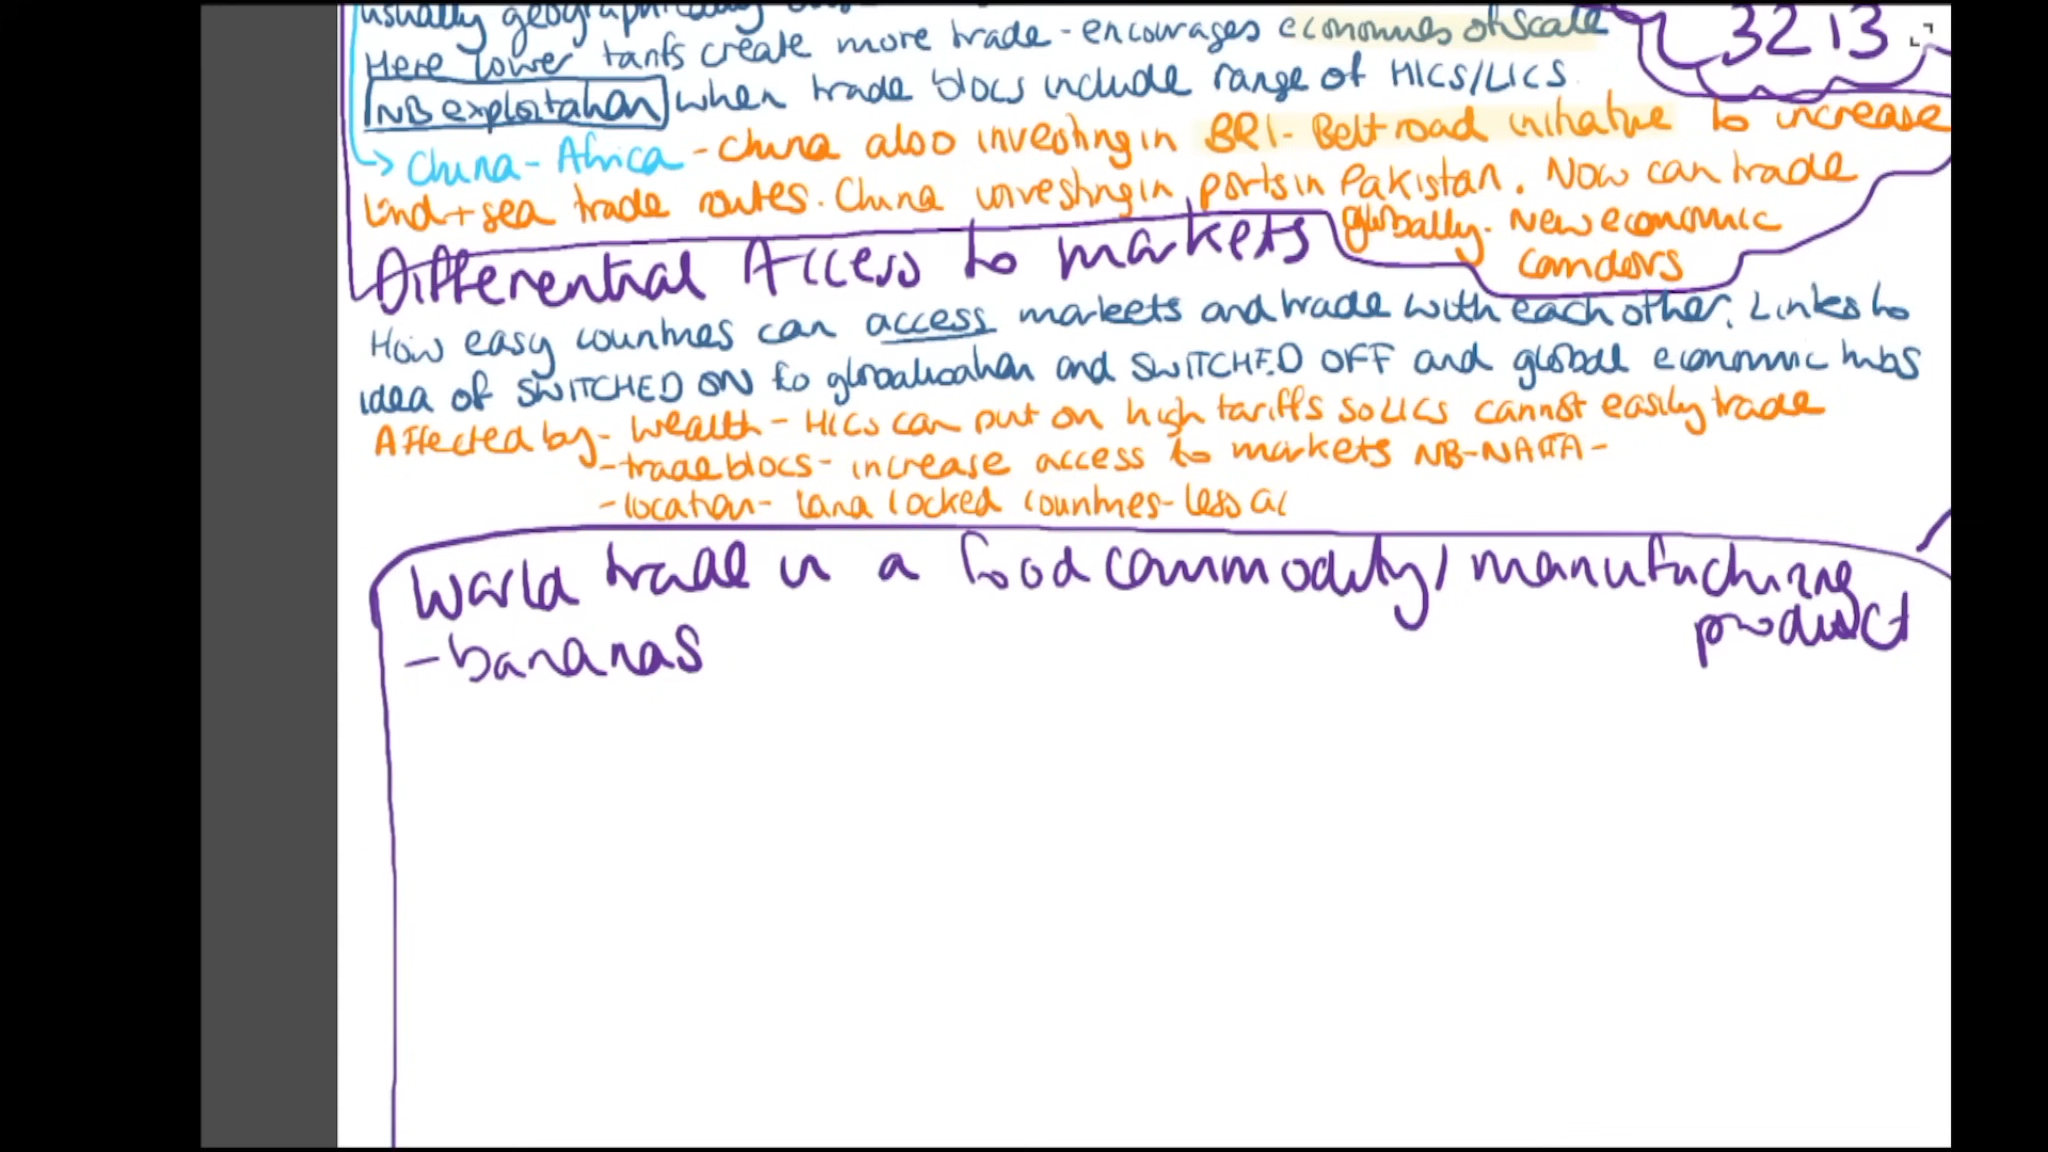 usually geographically
Here lower tariffs create more trade - encourages economies of scale
3213
NB exploitation when trade blocs include range of HICS/LICS
→ China - Africa - China also investing in BRI - Belt road initiative to increase
land + sea trade routes. China investing in ports in Pakistan. Now can trade
globally. New economic
corridors
Differential Access to markets
How easy countries can access markets and trade with each other. Links to
idea of SWITCHED ON to globalisation and SWITCHED OFF and global economic hubs
Affected by - wealth - HICs can put on high tariffs so LICS cannot easily trade
- trade blocs - increase access to markets NB - NAFTA -
- location - land locked countries - less ac
World trade in a food commodity / manufacturing
product
- bananas